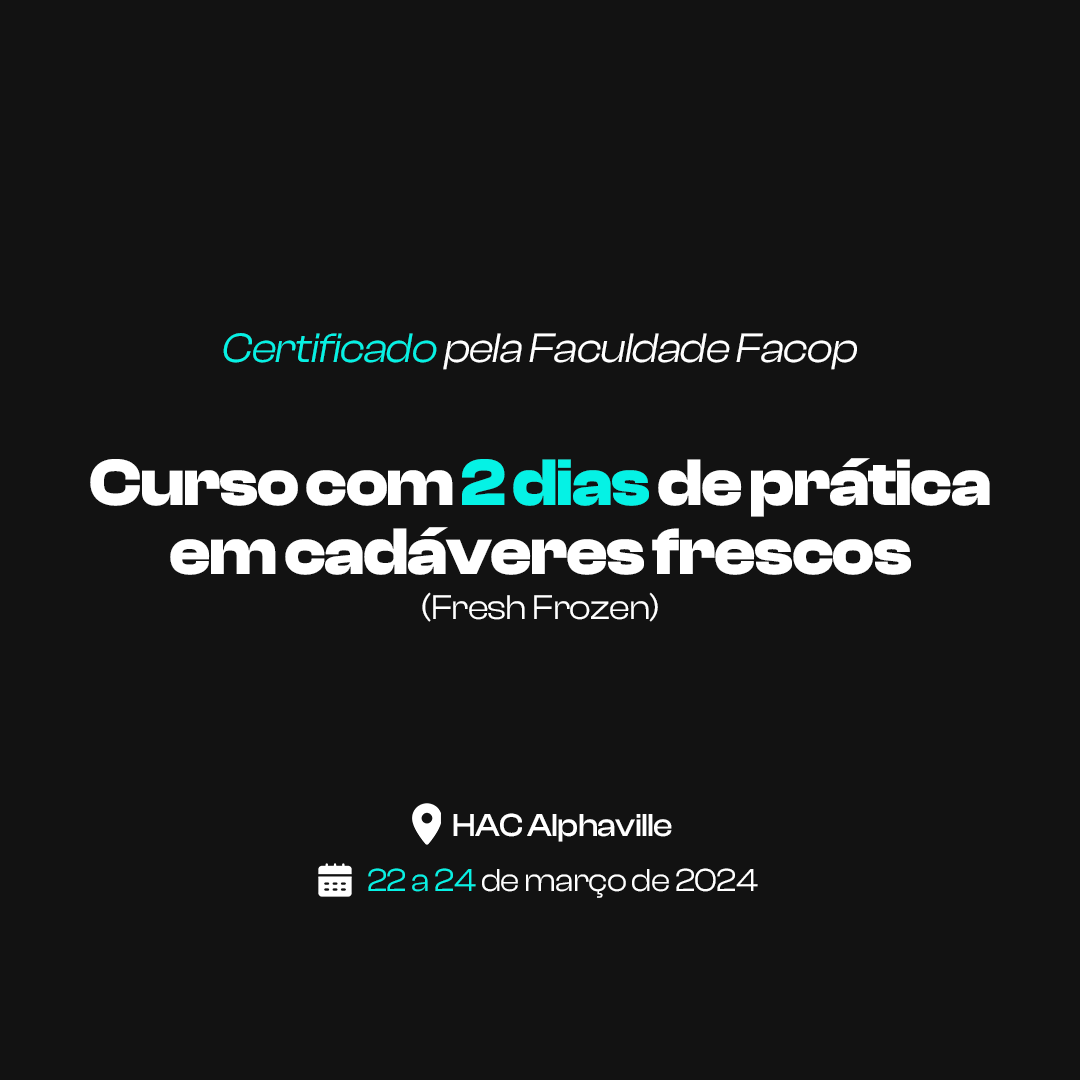 Certificado pela Faculdade Facop
Curso com 2 dias de prática
em cadáveres frescos
(Fresh Frozen)
HAC Alphaville
22 a 24 de março de 2024